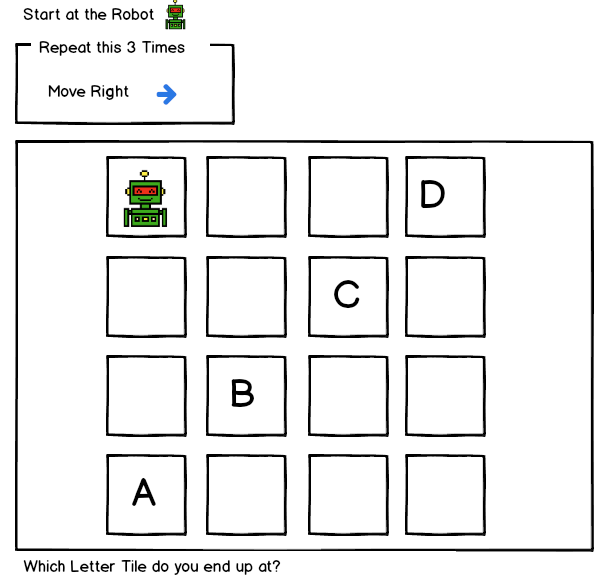 Start at the Robot
Repeat this 3 Times
Move Right
D
C
B
A
Which Letter Tile do you end up at?